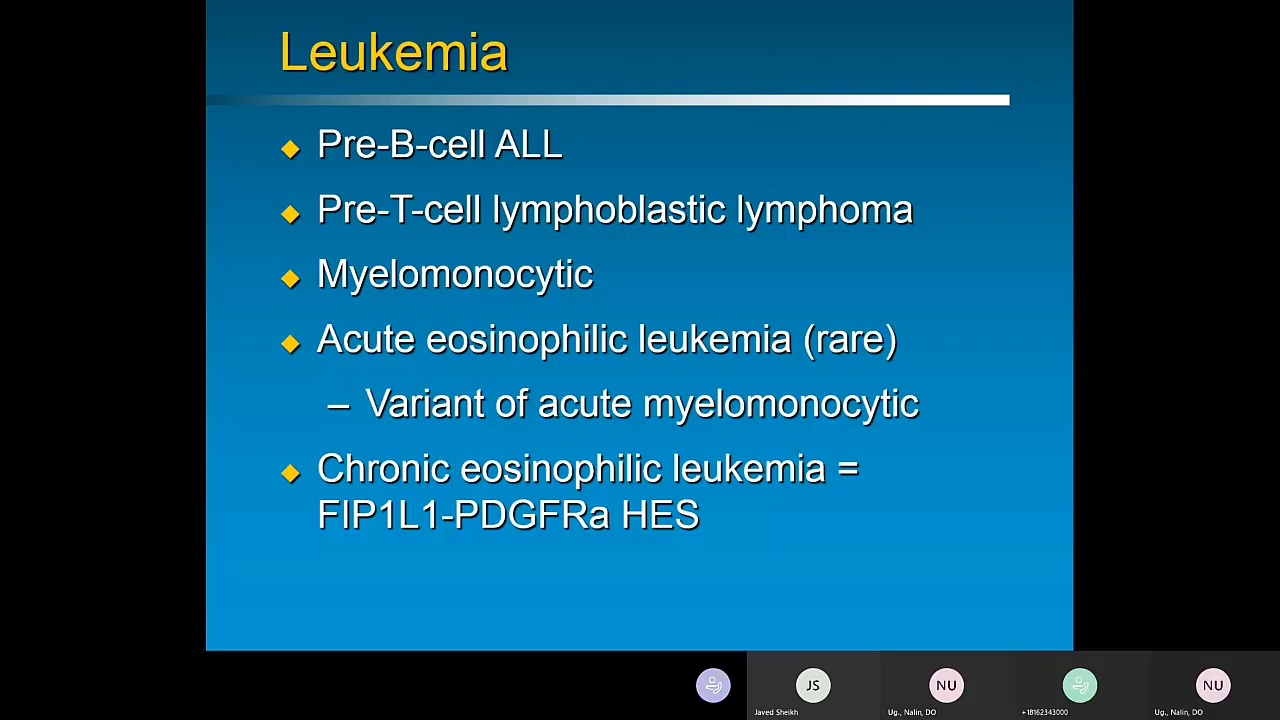 Leukemia
Pre-B-cell ALL
Pre-T-cell lymphoblastic lymphoma
Myelomonocytic
Acute eosinophilic leukemia (rare)
– Variant of acute myelomonocytic
Chronic eosinophilic leukemia =
FIP1L1-PDGFRa HES
JS
NU
NU
Javed Sheikh
Ug., Nalin, DO
+18162343000
Ug., Nalin, DO